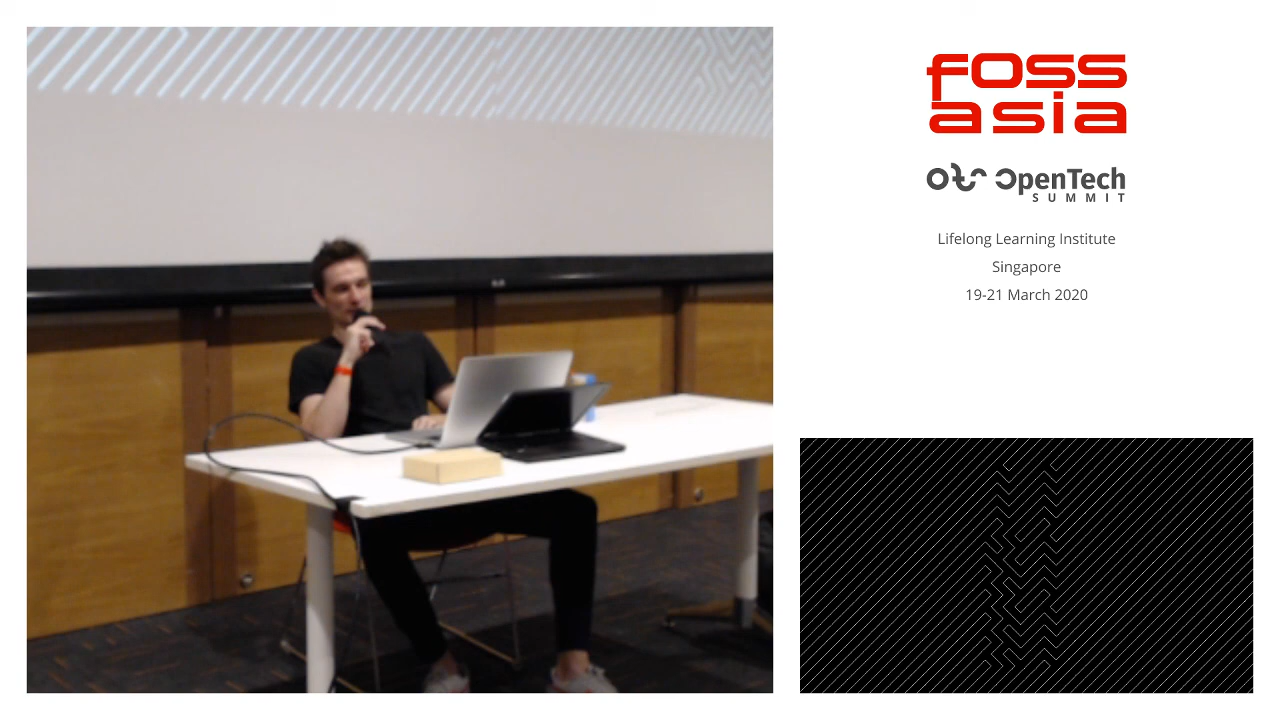 foss
asia
OpenTech
SUMMIT
Lifelong Learning Institute
Singapore
19-21 March 2020